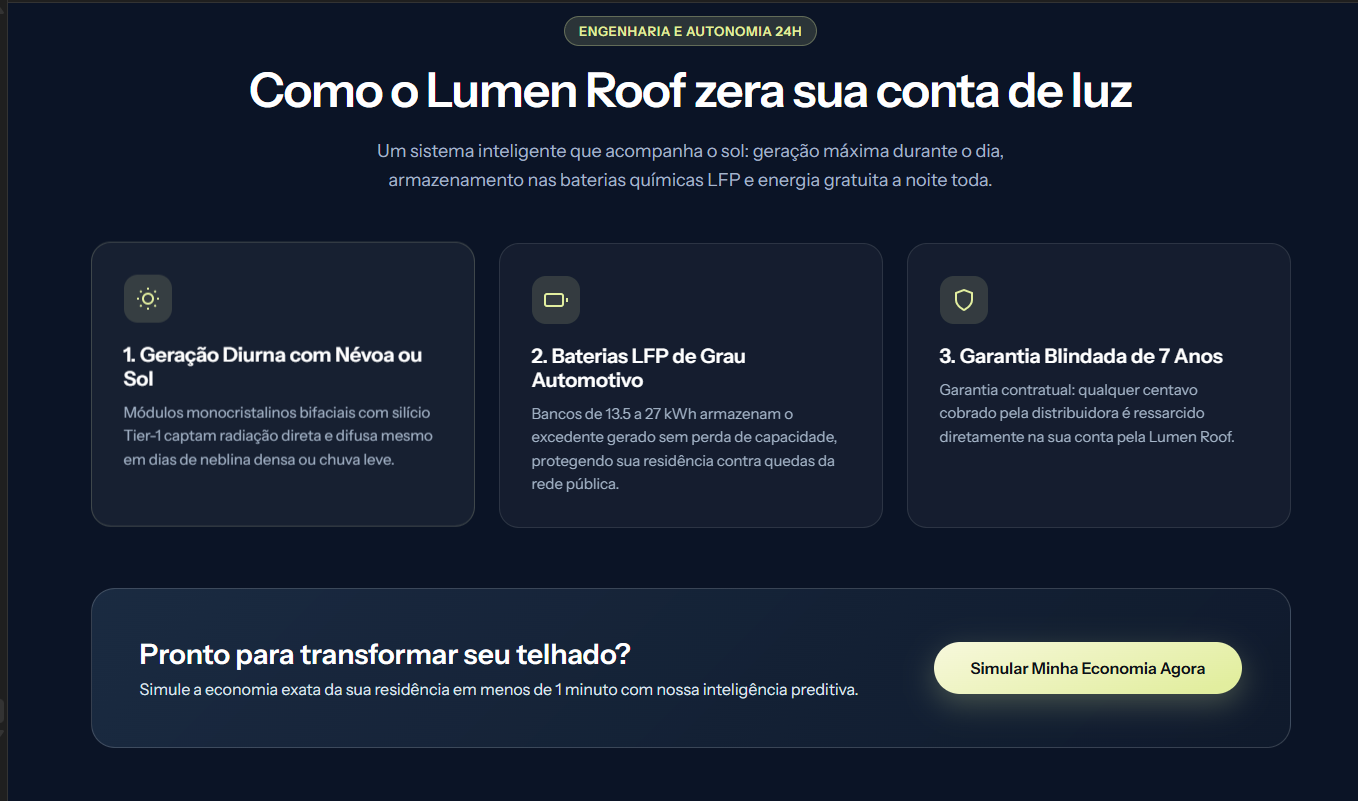 ENGENHARIA E AUTONOMIA 24H
Como o Lumen Roof zera sua conta de luz
Um sistema inteligente que acompanha o sol: geração máxima durante o dia,
armazenamento nas baterias químicas LFP e energia gratuita a noite toda.
1. Geração Diurna com Névoa ou
Sol
Módulos monocristalinos bifaciais com silício
Tier-1 captam radiação direta e difusa mesmo
em dias de neblina densa ou chuva leve.
2. Baterias LFP de Grau
Automotivo
Bancos de 13.5 a 27 kWh armazenam o
excedente gerado sem perda de capacidade,
protegendo sua residência contra quedas da
rede pública.
3. Garantia Blindada de 7 Anos
Garantia contratual: qualquer centavo
cobrado pela distribuidora é ressarcido
diretamente na sua conta pela Lumen Roof.
Pronto para transformar seu telhado?
Simule a economia exata da sua residência em menos de 1 minuto com nossa inteligência preditiva.
Simular Minha Economia Agora